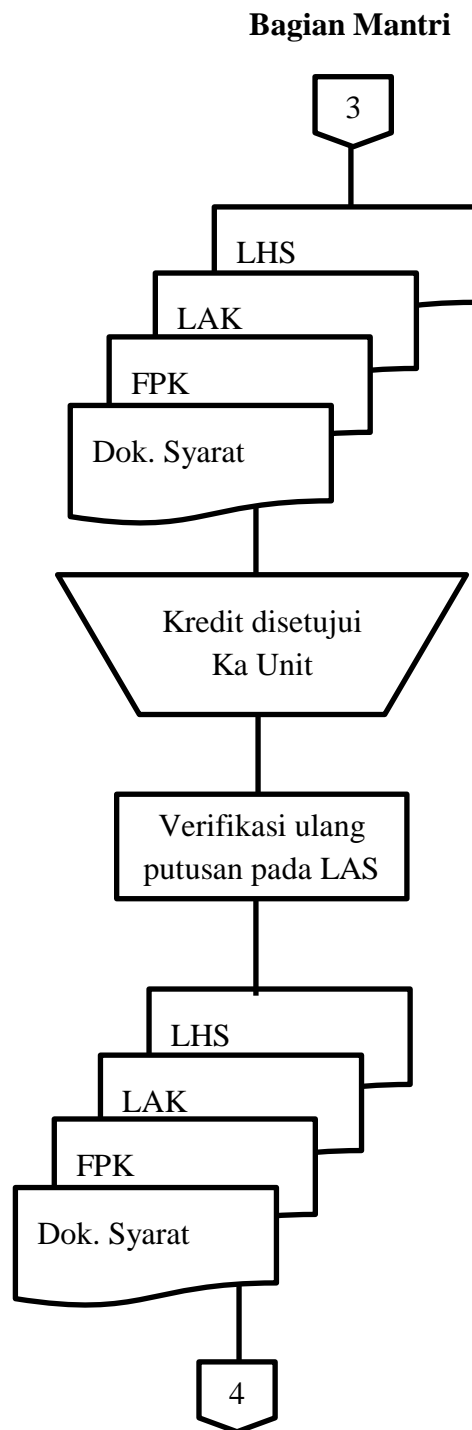 Bagian Mantri
3
LHS
LAK
FPK
Dok. Syarat
Kredit disetujui
Ka Unit
Verifikasi ulang
putusan pada LAS
LHS
LAK
FPK
Dok. Syarat
4